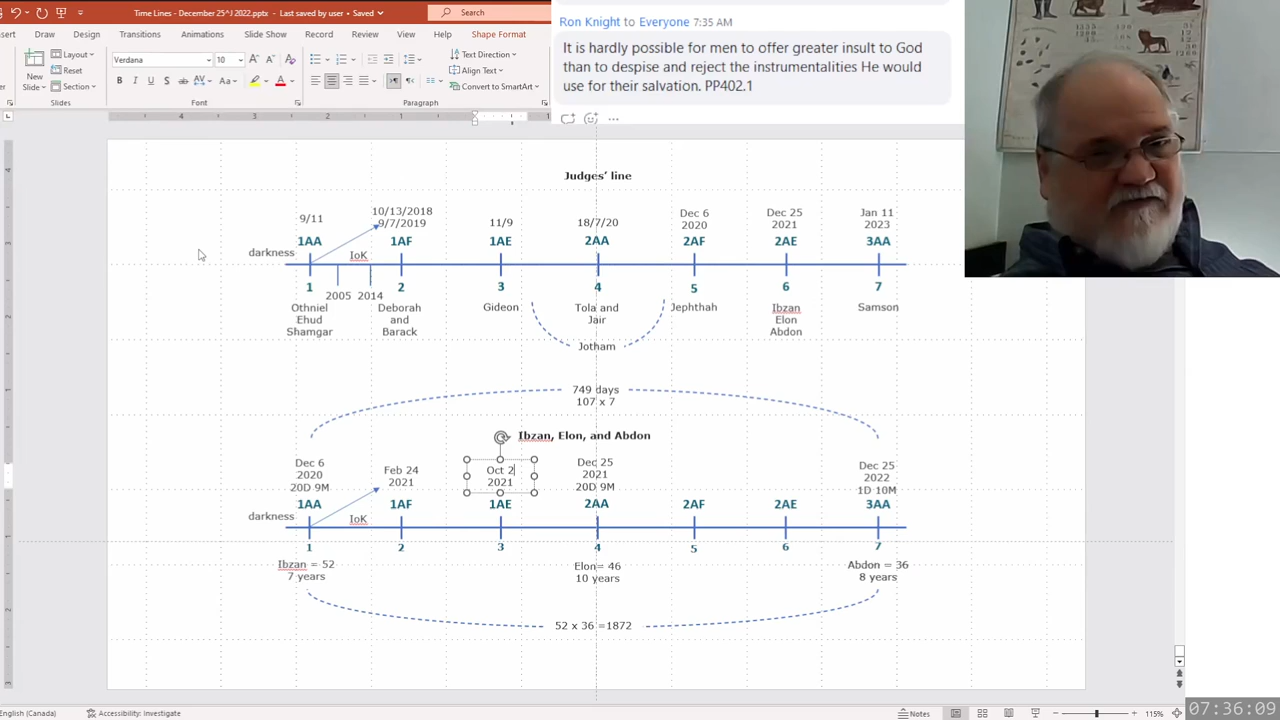 Time Lines - December 25^J 2022.pptx • Last saved by user • Saved
Search
Draw Design Transitions Animations Slide Show Record Review View Help Shape Format
Layout
Reset
Section
New
Slide
Slides
Verdana 10
Font
Text Direction
Align Text
Convert to SmartArt
Paragraph
Ron Knight to Everyone 7:35 AM
It is hardly possible for men to offer greater insult to God
than to despise and reject the instrumentalities He would
use for their salvation. PP402.1
Judges' line
9/11
10/13/2018
9/7/2019
11/9
18/7/20
Dec 6
2020
Dec 25
2021
Jan 11
2023
1AA 1AF 1AE 2AA 2AF 2AE 3AA
darkness
IoK
1 2 3 4 5 6 7
2005 2014
Othniel
Ehud
Shamgar
Deborah
and
Barack
Gideon
Tola and
Jair
Jephthah
Ibzan
Elon
Abdon
Samson
Jotham
749 days
107 x 7
Ibzan, Elon, and Abdon
Dec 6
2020
20D 9M
Feb 24
2021
Oct 2
2021
Dec 25
2021
20D 9M
Dec 25
2022
1D 10M
1AA 1AF 1AE 2AA 2AF 2AE 3AA
darkness
IoK
1 2 3 4 5 6 7
Ibzan = 52
7 years
Elon= 46
10 years
Abdon = 36
8 years
52 x 36 =1872
English (Canada)
Accessibility: Investigate
Notes
115%
07:36:09